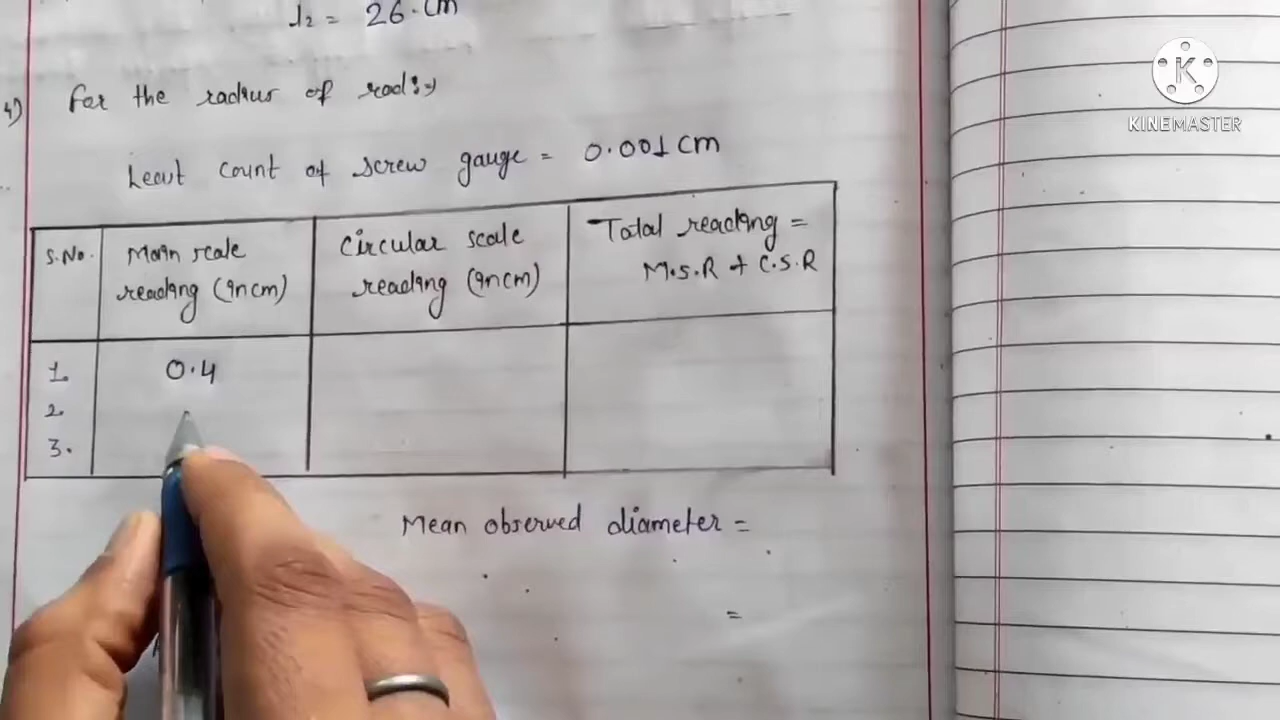 l2 = 26.cm
4) For the radius of rod:→
Least count of screw gauge = 0.001 cm
S.No. Main scale reading (in cm) Circular scale reading (in cm) Total reading = M.S.R + C.S.R
1. 0.4
2.
3.
Mean observed diameter =
=
K
KINEMASTER